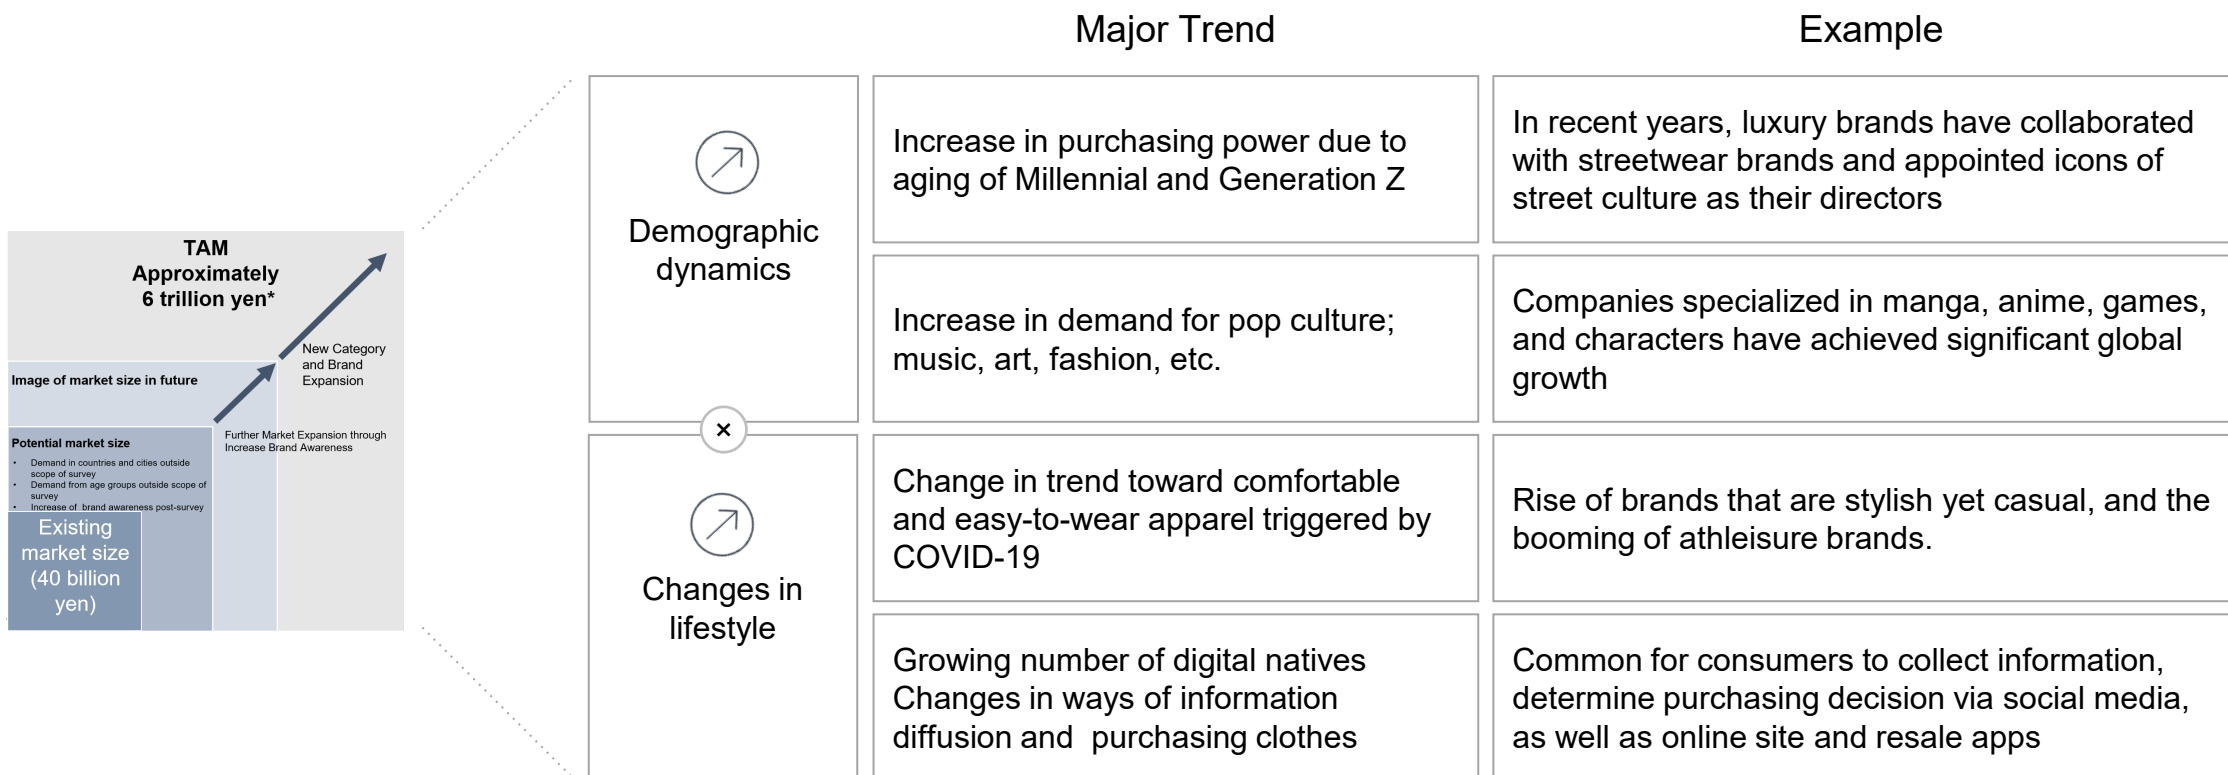 Major Trend
Example
TAM
Approximately
6 trillion yen*
New Category
and Brand
Expansion
Image of market size in future
Further Market Expansion through
Increase Brand Awareness
Potential market size
• Demand in countries and cities outside
scope of survey
• Demand from age groups outside scope of
survey
• Increase of  brand awareness post-survey
Existing
market size
(40 billion
yen)
Demographic
dynamics
Increase in purchasing power due to
aging of Millennial and Generation Z
In recent years, luxury brands have collaborated
with streetwear brands and appointed icons of
street culture as their directors
Increase in demand for pop culture;
music, art, fashion, etc.
Companies specialized in manga, anime, games,
and characters have achieved significant global
growth
×
Changes in
lifestyle
Change in trend toward comfortable
and easy-to-wear apparel triggered by
COVID-19
Rise of brands that are stylish yet casual, and the
booming of athleisure brands.
Growing number of digital natives
Changes in ways of information
diffusion and  purchasing clothes
Common for consumers to collect information,
determine purchasing decision via social media,
as well as online site and resale apps